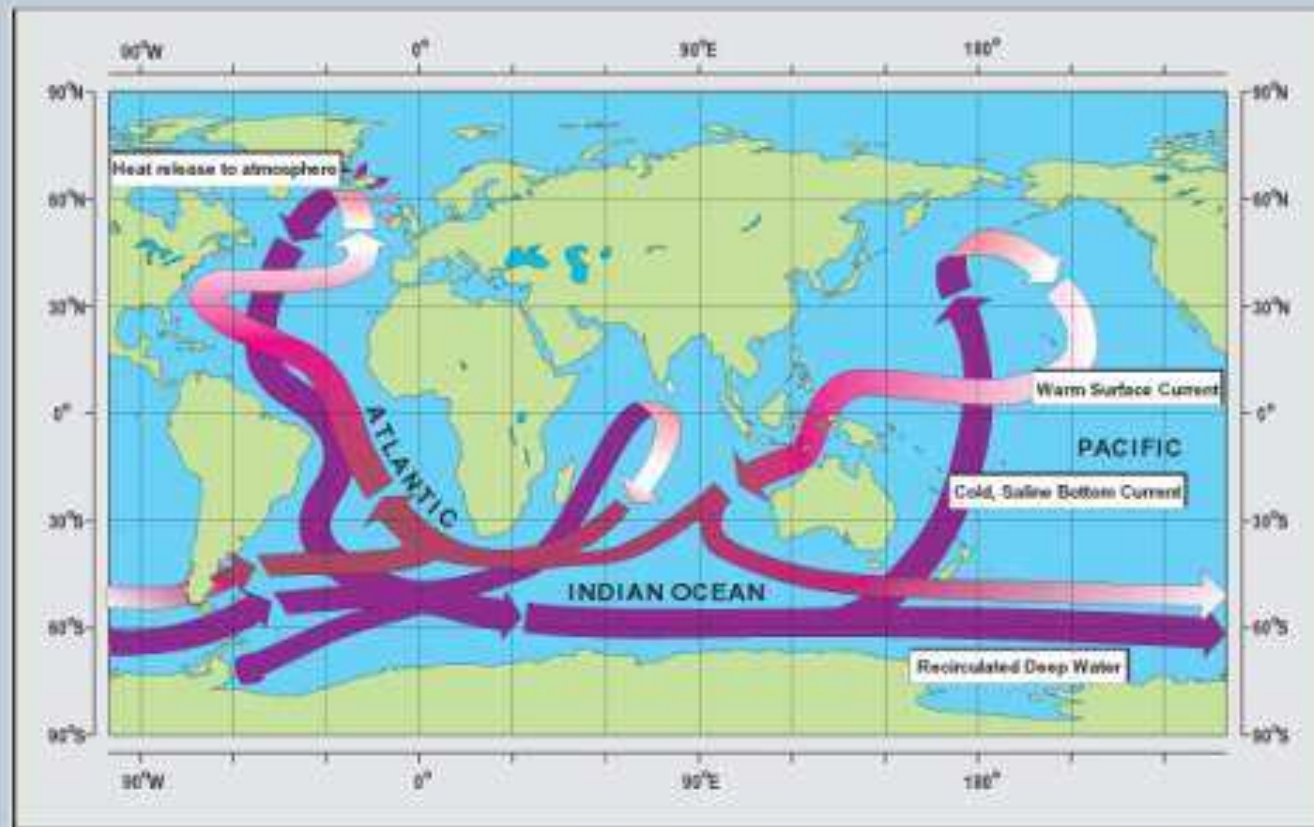 90°W 0° 90°E 180°
90°N 90°N
Heat release to atmosphere
60°N 60°N
30°N 30°N
Warm Surface Current
0° 0°
ATLANTIC
PACIFIC
Cold, Saline Bottom Current
30°S 30°S
INDIAN OCEAN
60°S 60°S
Recirculated Deep Water
90°S 90°S
90°W 0° 90°E 180°